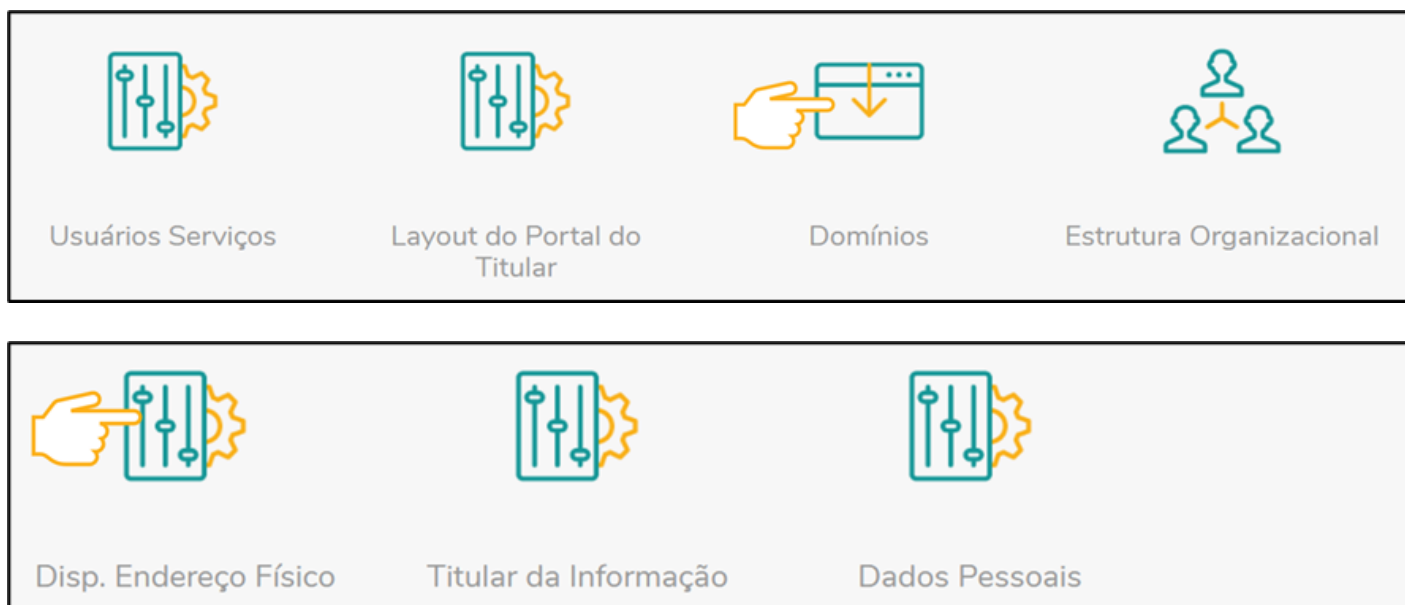 Usuários Serviços
Layout do Portal do
Titular
Domínios
Estrutura Organizacional
Disp. Endereço Físico
Titular da Informação
Dados Pessoais